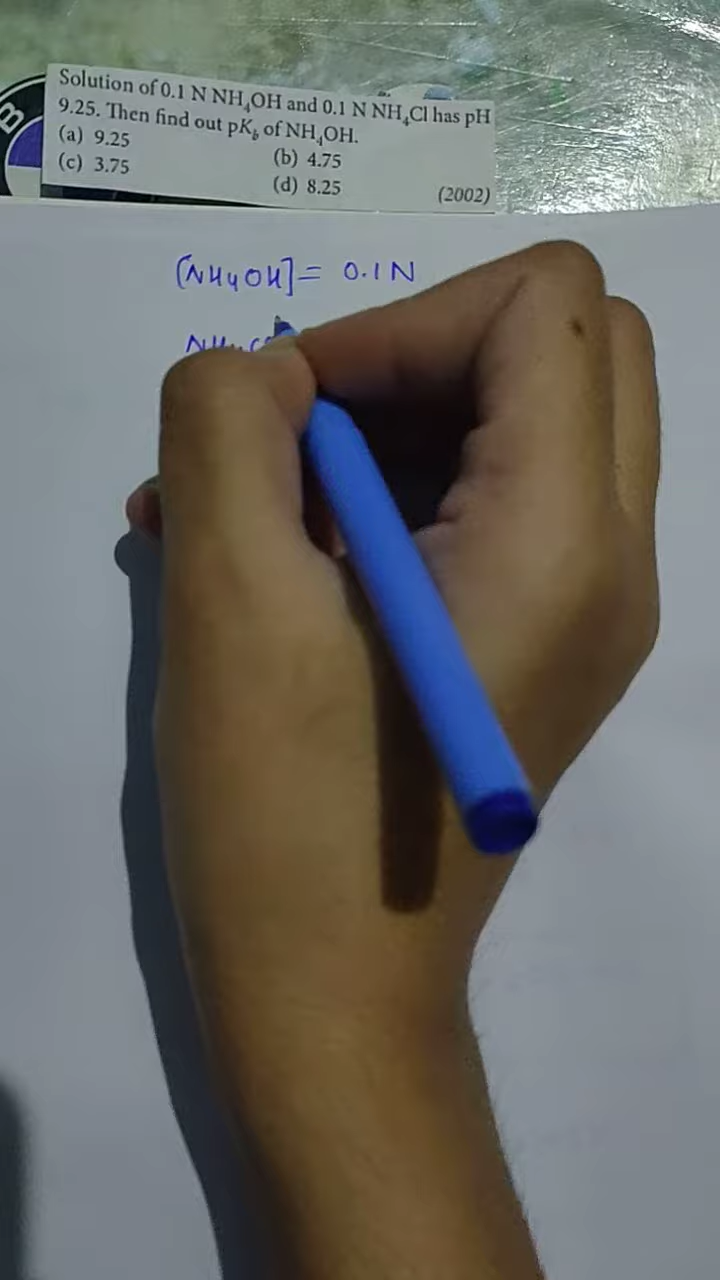 B
Solution of 0.1 N NH₄OH and 0.1 N NH₄Cl has pH
9.25. Then find out pK_b of NH₄OH.
(a) 9.25 (b) 4.75
(c) 3.75 (d) 8.25 (2002)
[NH₄OH] = 0.1 N